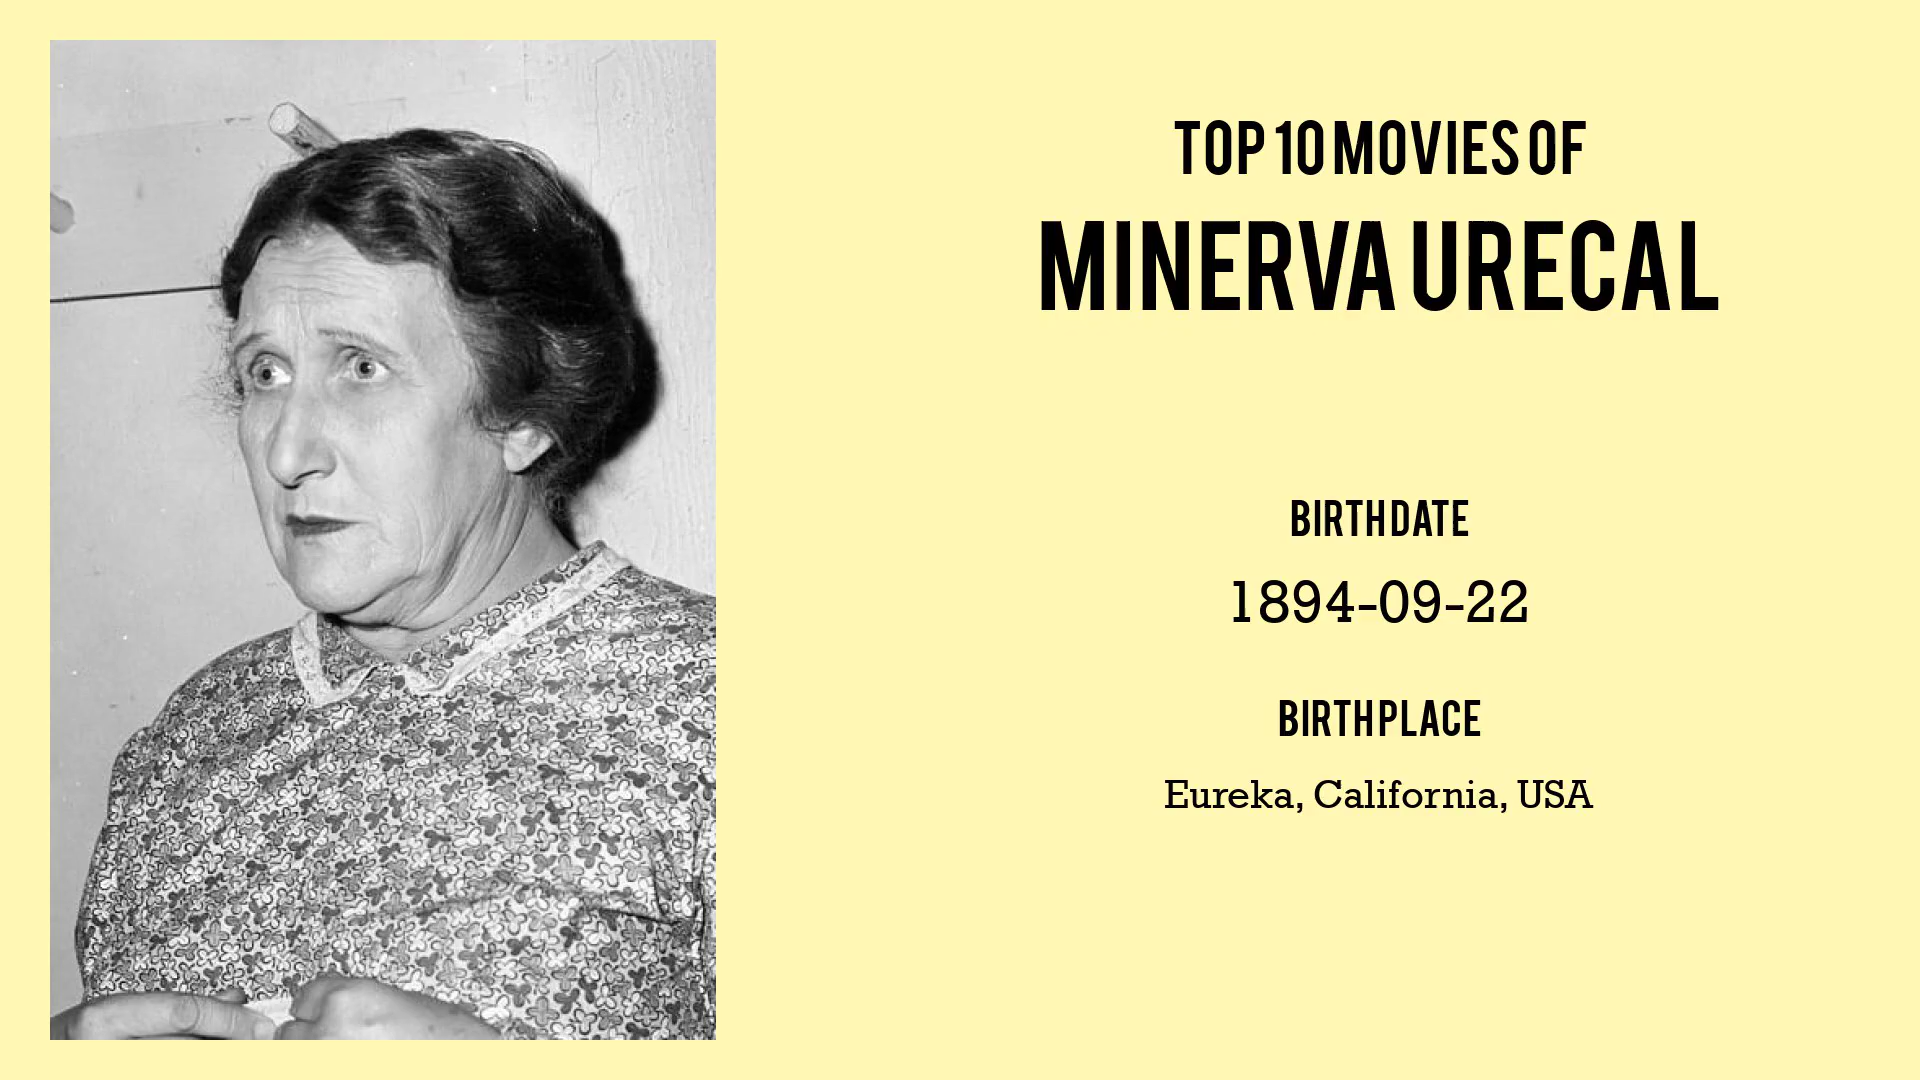 TOP 10 MOVIES OF
MINERVA URECAL
BIRTHDATE
1894-09-22
BIRTHPLACE
Eureka, California, USA